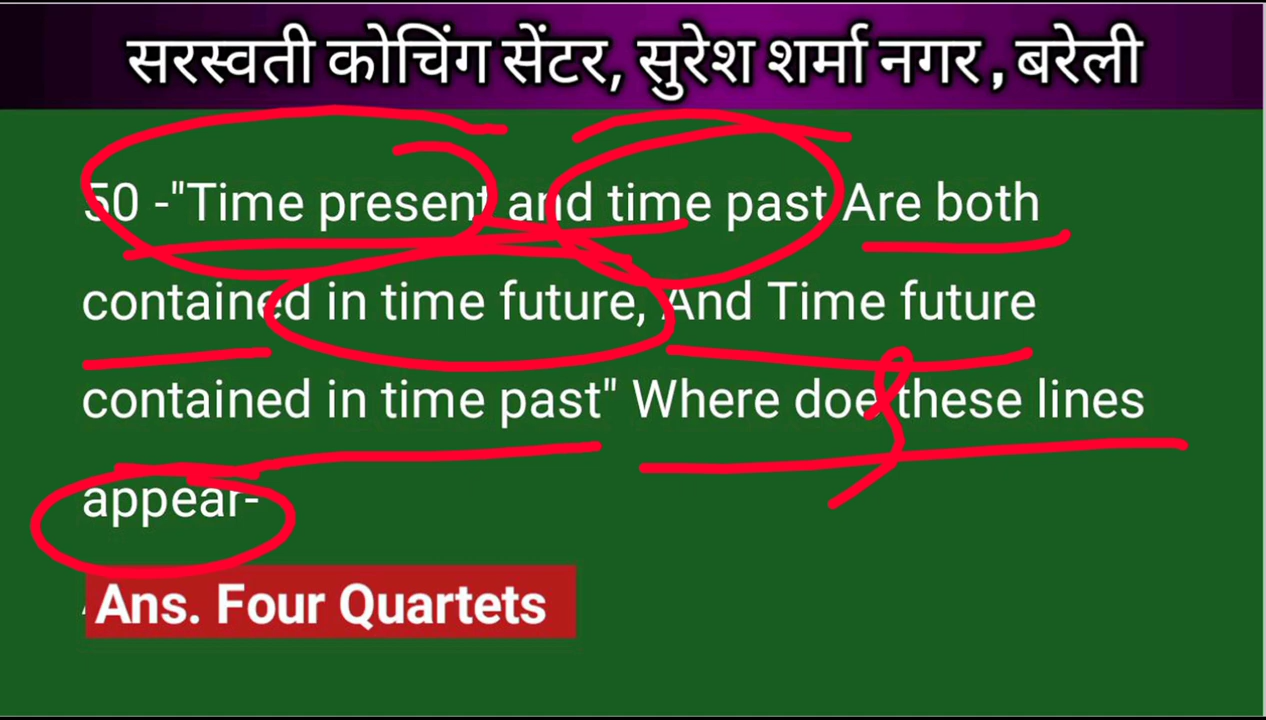 सरस्वती कोचिंग सेंटर, सुरेश शर्मा नगर , बरेली
50 -"Time present and time past Are both
contained in time future, And Time future
contained in time past" Where doe these lines
appear-
Ans. Four Quartets